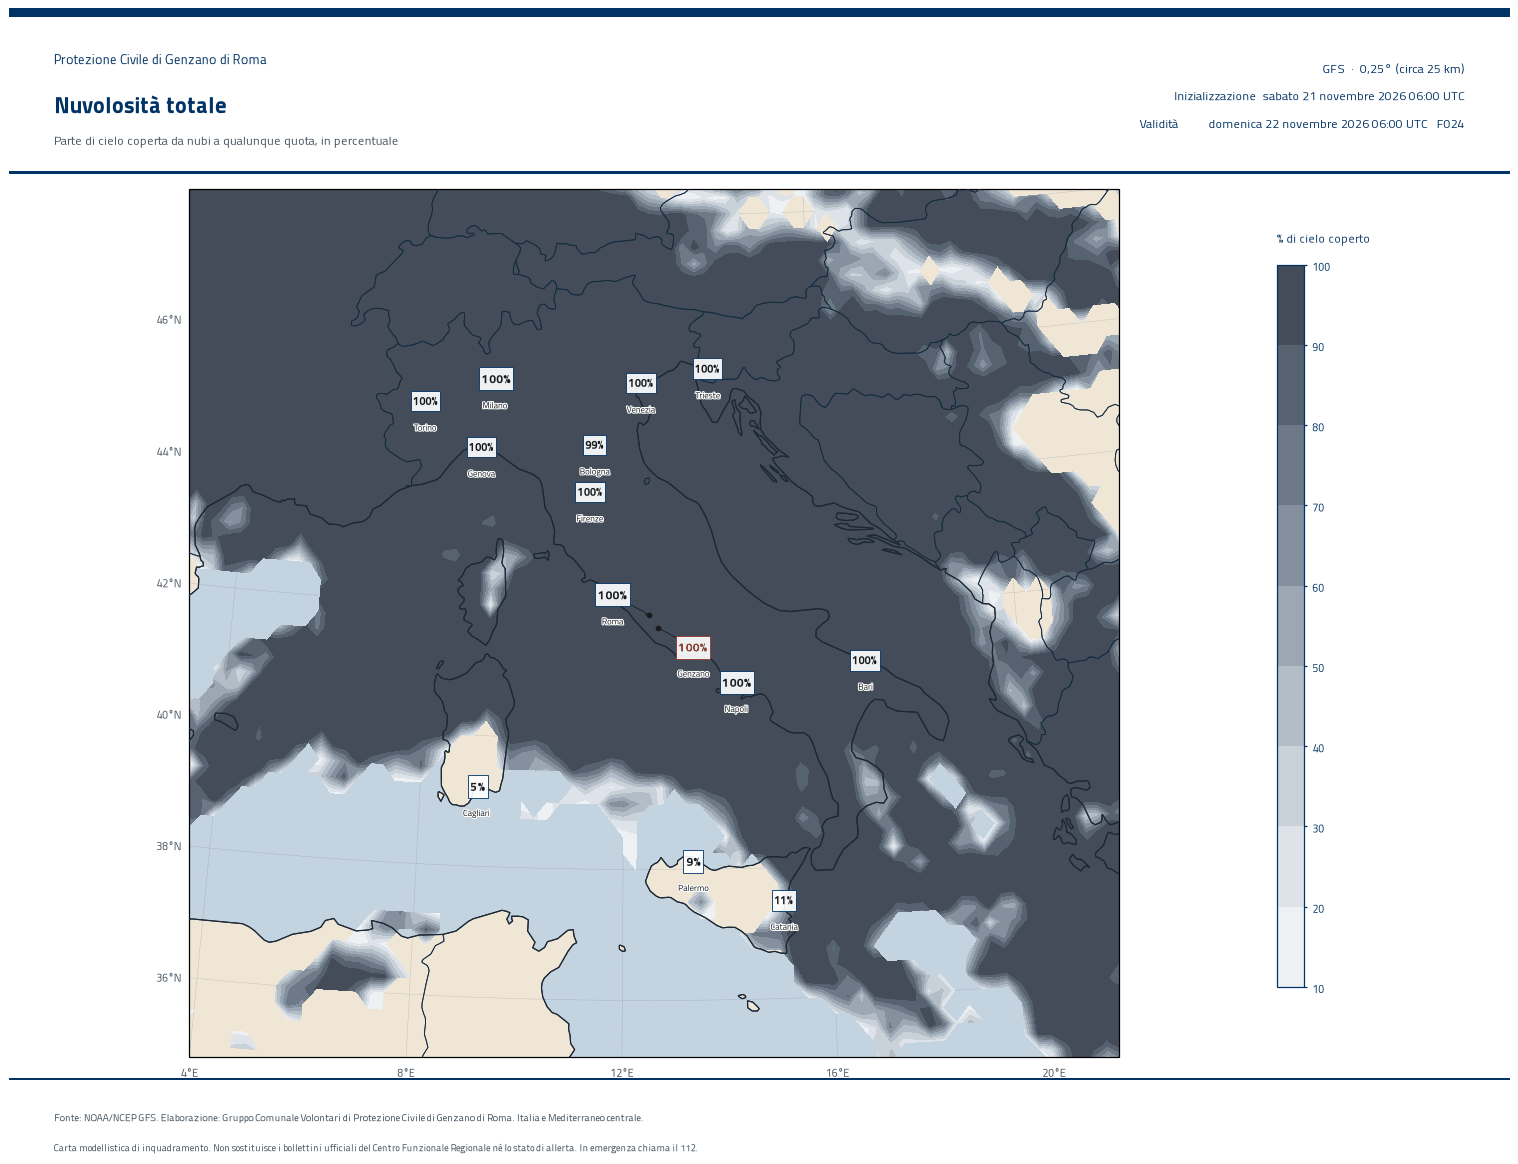 Protezione Civile di Genzano di Roma
Nuvolosità totale
Parte di cielo coperta da nubi a qualunque quota, in percentuale
GFS · 0,25° (circa 25 km)
Inizializzazione sabato 21 novembre 2026 06:00 UTC
Validità domenica 22 novembre 2026 06:00 UTC F024
% di cielo coperto
100
90
80
70
60
50
40
30
20
10
46°N
44°N
42°N
40°N
38°N
36°N
4°E
8°E
12°E
16°E
20°E
100%
Trieste
100%
Milano
100%
Venezia
100%
Torino
100%
Genova
99%
Bologna
100%
Firenze
100%
Roma
100%
Genzano
100%
Bari
100%
Napoli
5%
Cagliari
9%
Palermo
11%
Catania
Fonte: NOAA/NCEP GFS. Elaborazione: Gruppo Comunale Volontari di Protezione Civile di Genzano di Roma. Italia e Mediterraneo centrale.
Carta modellistica di inquadramento. Non sostituisce i bollettini ufficiali del Centro Funzionale Regionale né lo stato di allerta. In emergenza chiama il 112.